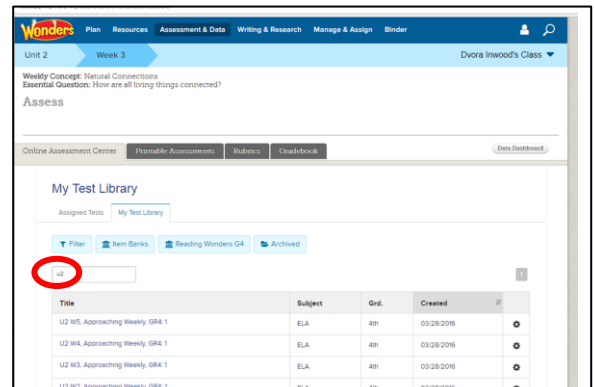 Wonders Plan Resources Assessment & Data Writing & Research Manage & Assign Binder
Unit 2 Week 3 Dvora Inwood's Class
Weekly Concept: Natural Connections
Essential Question: How are all living things connected?
Assess
Online Assessment Center Printable Assessments Rubrics Gradebook Data Dashboard
My Test Library
Assigned Tests My Test Library
Filter Item Banks Reading Wonders G4 Archived
u2 1
Title Subject Grd. Created
U2 W5, Approaching Weekly, GR4: 1 ELA 4th 03/28/2016
U2 W4, Approaching Weekly, GR4: 1 ELA 4th 03/28/2016
U2 W3, Approaching Weekly, GR4: 1 ELA 4th 03/28/2016